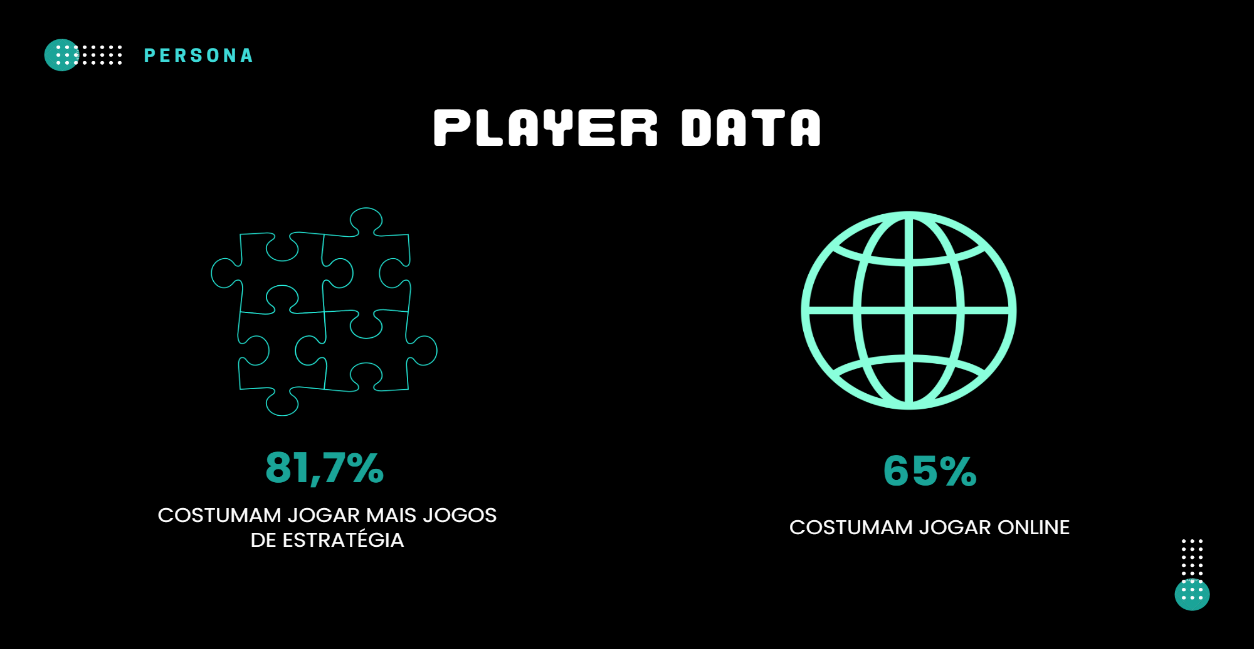 PERSONA
PLAYER DATA
81,7%
COSTUMAM JOGAR MAIS JOGOS
DE ESTRATÉGIA
65%
COSTUMAM JOGAR ONLINE